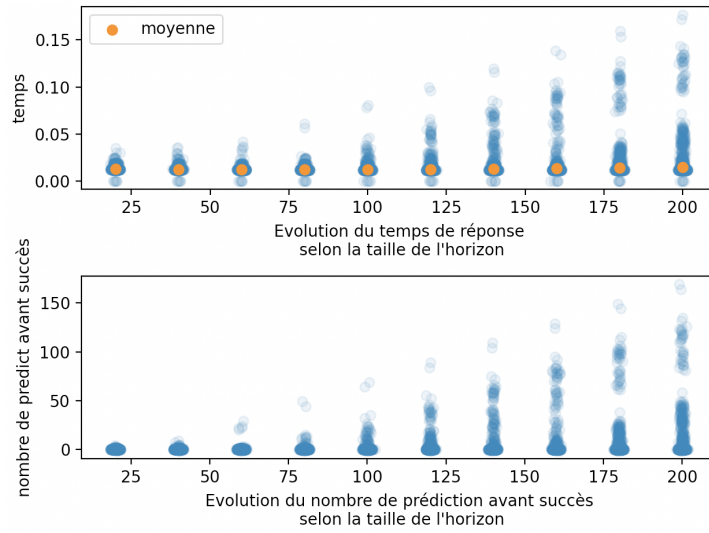 moyenne
temps
0.15
0.10
0.05
0.00
25 50 75 100 125 150 175 200
Evolution du temps de réponse
selon la taille de l'horizon
nombre de predict avant succès
150
100
50
0
25 50 75 100 125 150 175 200
Evolution du nombre de prédiction avant succès
selon la taille de l'horizon